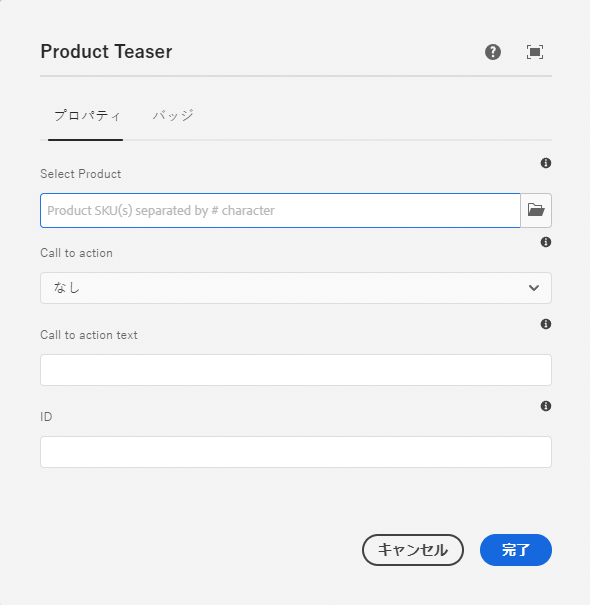 Product Teaser
プロパティ バッジ
Select Product
Product SKU(s) separated by # character
Call to action
なし
Call to action text
ID
キャンセル 完了